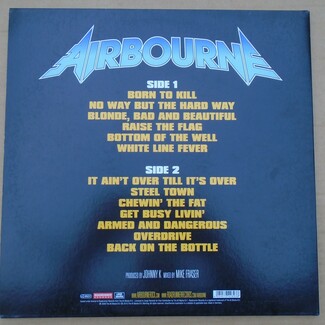 AIRBOURNE
SIDE 1
BORN TO KILL
NO WAY BUT THE HARD WAY
BLONDE, BAD AND BEAUTIFUL
RAISE THE FLAG
BOTTOM OF THE WELL
WHITE LINE FEVER
SIDE 2
IT AIN'T OVER TILL IT'S OVER
STEEL TOWN
CHEWIN' THE FAT
GET BUSY LIVIN'
ARMED AND DANGEROUS
OVERDRIVE
BACK ON THE BOTTLE
PRODUCED BY JOHNNY K MIXED BY MIKE FRASER